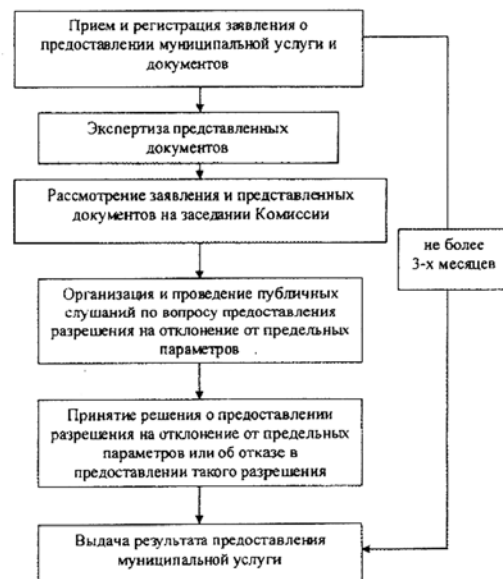 Прием и регистрация заявления о
предоставлении муниципальной услуги и
документов
Экспертиза представленных
документов
Рассмотрение заявления и представленных
документов на заседании Комиссии
не более
3-х месяцев
Организация и проведение публичных
слушаний по вопросу предоставления
разрешения на отклонение от предельных
параметров
Принятие решения о предоставлении
разрешения на отклонение от предельных
параметров или об отказе в
предоставлении такого разрешения
Выдача результата предоставления
муниципальной услуги